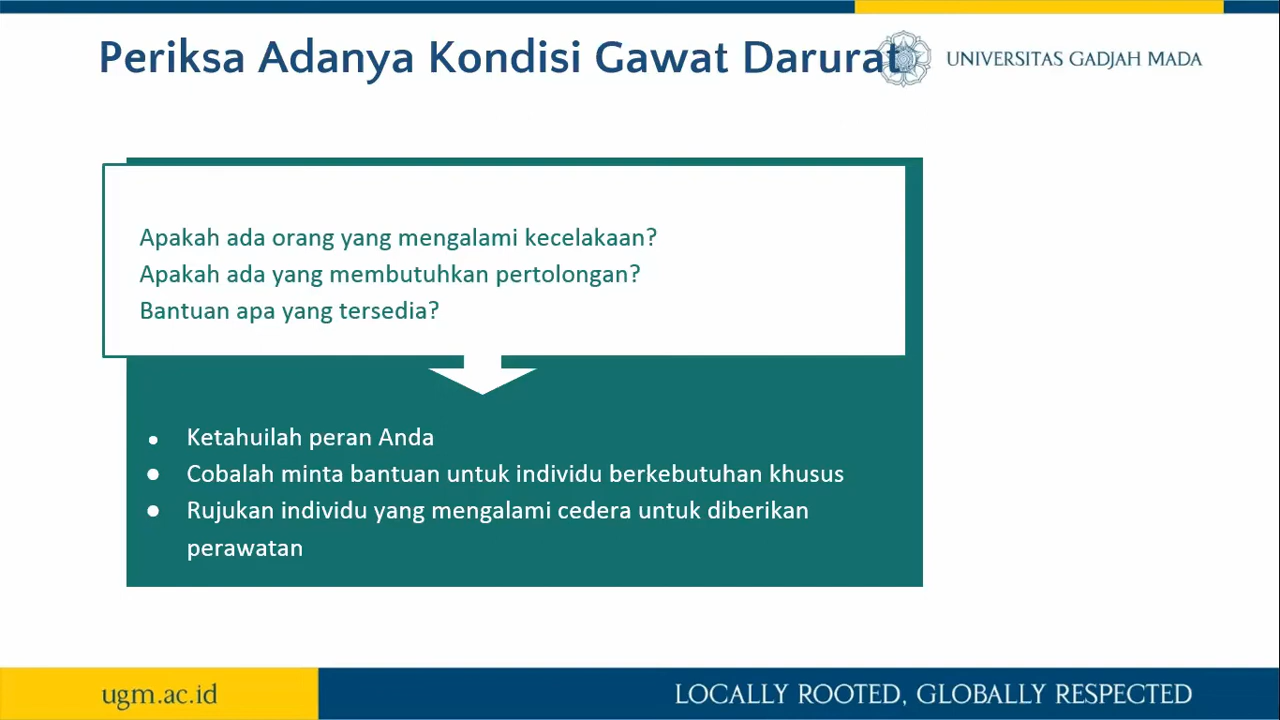 Periksa Adanya Kondisi Gawat Darurat
UNIVERSITAS GADJAH MADA
Apakah ada orang yang mengalami kecelakaan?
Apakah ada yang membutuhkan pertolongan?
Bantuan apa yang tersedia?
● Ketahuilah peran Anda
● Cobalah minta bantuan untuk individu berkebutuhan khusus
● Rujukan individu yang mengalami cedera untuk diberikan
perawatan
ugm.ac.id
LOCALLY ROOTED, GLOBALLY RESPECTED